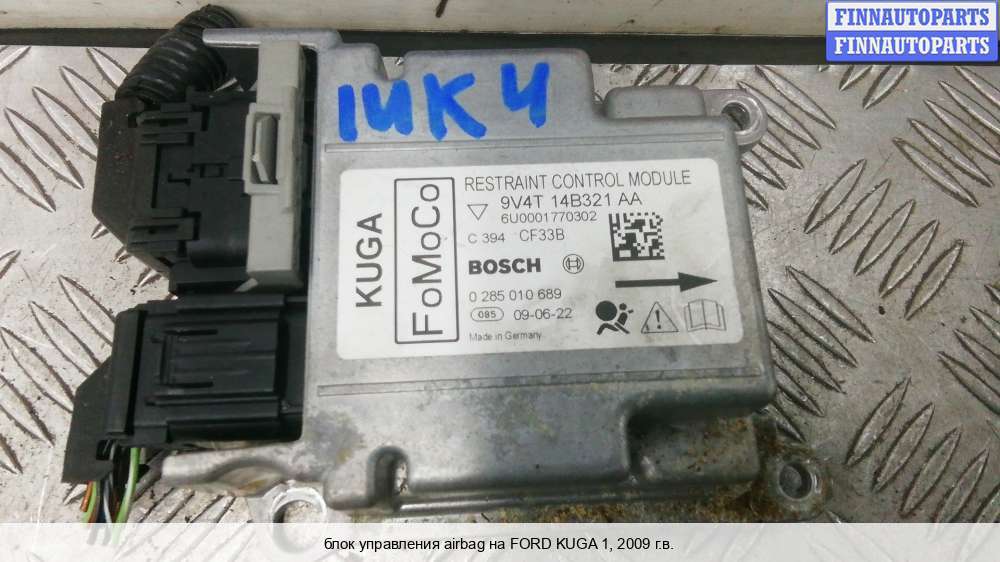 FINNAUTOPARTS
FINNAUTOPARTS
14K4
KUGA
FoMoCo
RESTRAINT CONTROL MODULE
9V4T 14B321 AA
6U0001770302
C 394 CF33B
BOSCH
0 285 010 689
085 09-06-22
Made in Germany
блок управления airbag на FORD KUGA 1, 2009 г.в.